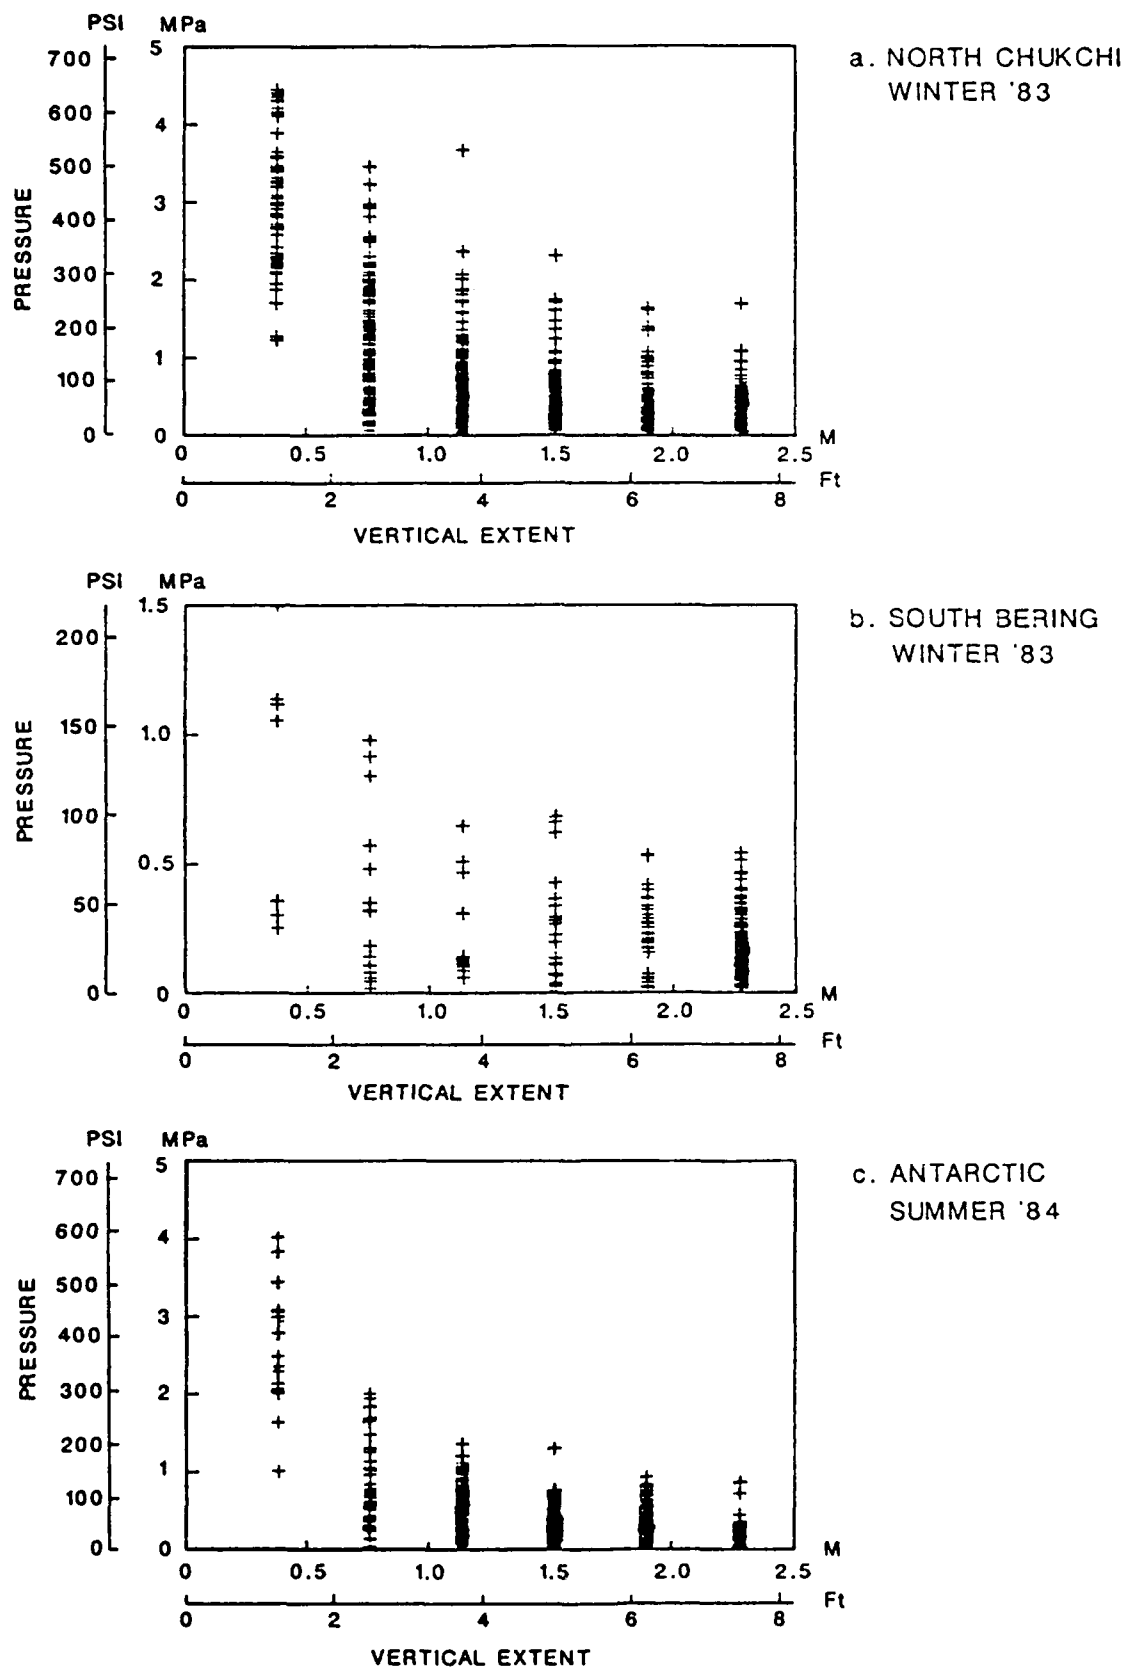 PSI MPa
a. NORTH CHUKCHI
WINTER '83
PRESSURE
700
600
500
400
300
200
100
0
5
4
3
2
1
0
0 0.5 1.0 1.5 2.0 2.5 M
0 2 4 6 8 Ft
VERTICAL EXTENT
PSI MPa
b. SOUTH BERING
WINTER '83
PRESSURE
200
150
100
50
0
1.5
1.0
0.5
0
0.5 1.0 1.5 2.0 2.5 M
0 2 4 6 8 Ft
VERTICAL EXTENT
PSI MPa
c. ANTARCTIC
SUMMER '84
PRESSURE
700
600
500
400
300
200
100
0
5
4
3
2
1
0
0 0.5 1.0 1.5 2.0 2.5 M
0 2 4 6 8 Ft
VERTICAL EXTENT